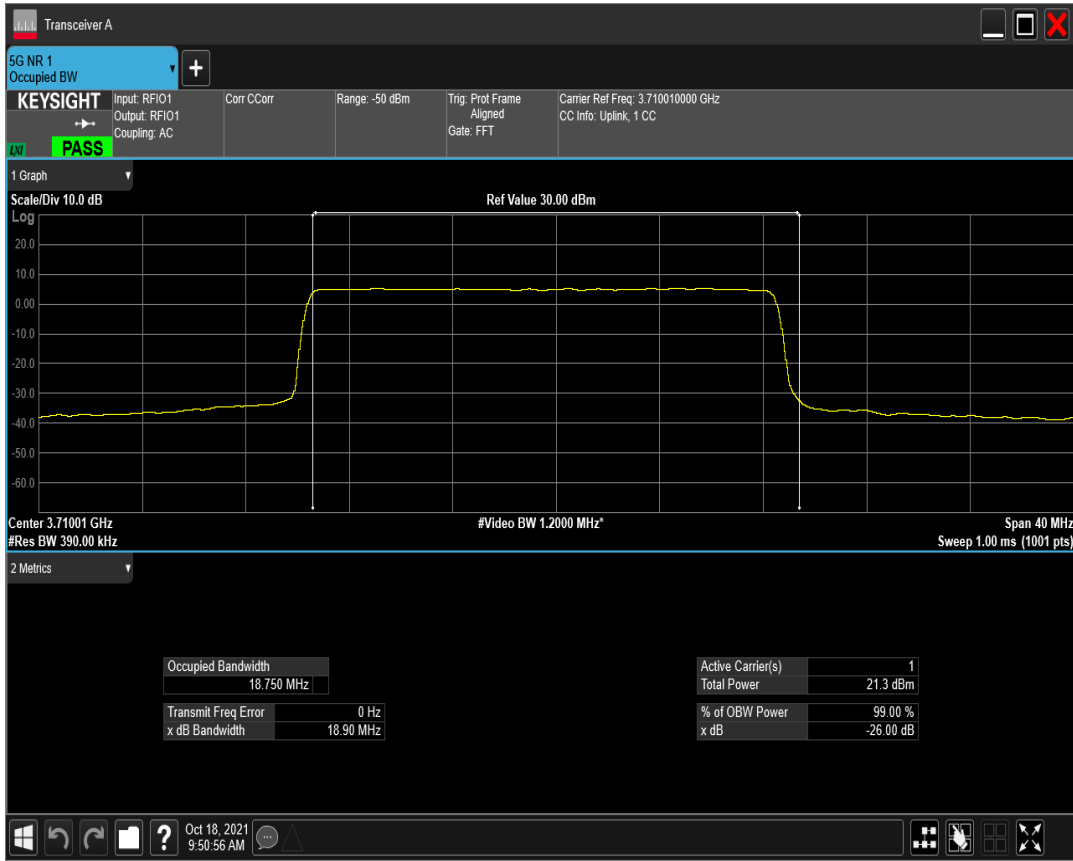 Transceiver A
5G NR 1
Occupied BW
KEYSIGHT
LXI
PASS
Input: RFIO1
Output: RFIO1
Coupling: AC
Corr CCorr
Range: -50 dBm
Trig: Prot Frame
Aligned
Gate: FFT
Carrier Ref Freq: 3.710010000 GHz
CC Info: Uplink, 1 CC
1 Graph
Scale/Div 10.0 dB
Ref Value 30.00 dBm
Log
20.0
10.0
0.00
-10.0
-20.0
-30.0
-40.0
-50.0
-60.0
Center 3.71001 GHz
#Video BW 1.2000 MHz*
Span 40 MHz
#Res BW 390.00 kHz
Sweep 1.00 ms (1001 pts)
2 Metrics
Occupied Bandwidth
18.750 MHz
Transmit Freq Error 0 Hz
x dB Bandwidth 18.90 MHz
Active Carrier(s) 1
Total Power 21.3 dBm
% of OBW Power 99.00 %
x dB -26.00 dB
Oct 18, 2021
9:50:56 AM